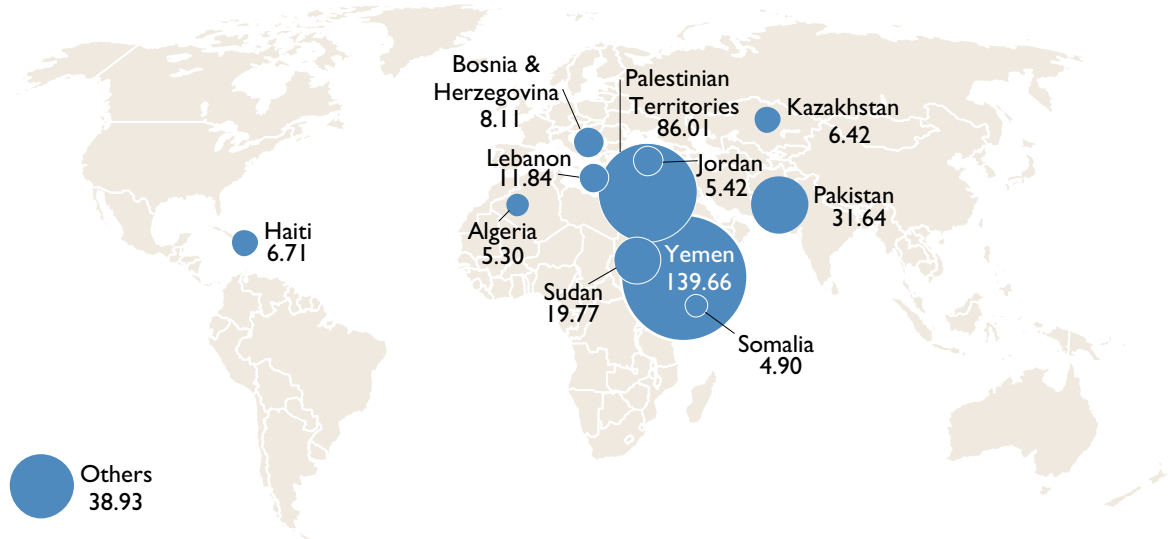 Bosnia &
Herzegovina
8.11
Palestinian
Territories
86.01
Kazakhstan
6.42
Lebanon
11.84
Jordan
5.42
Pakistan
31.64
Algeria
5.30
Haiti
6.71
Yemen
139.66
Sudan
19.77
Somalia
4.90
Others
38.93